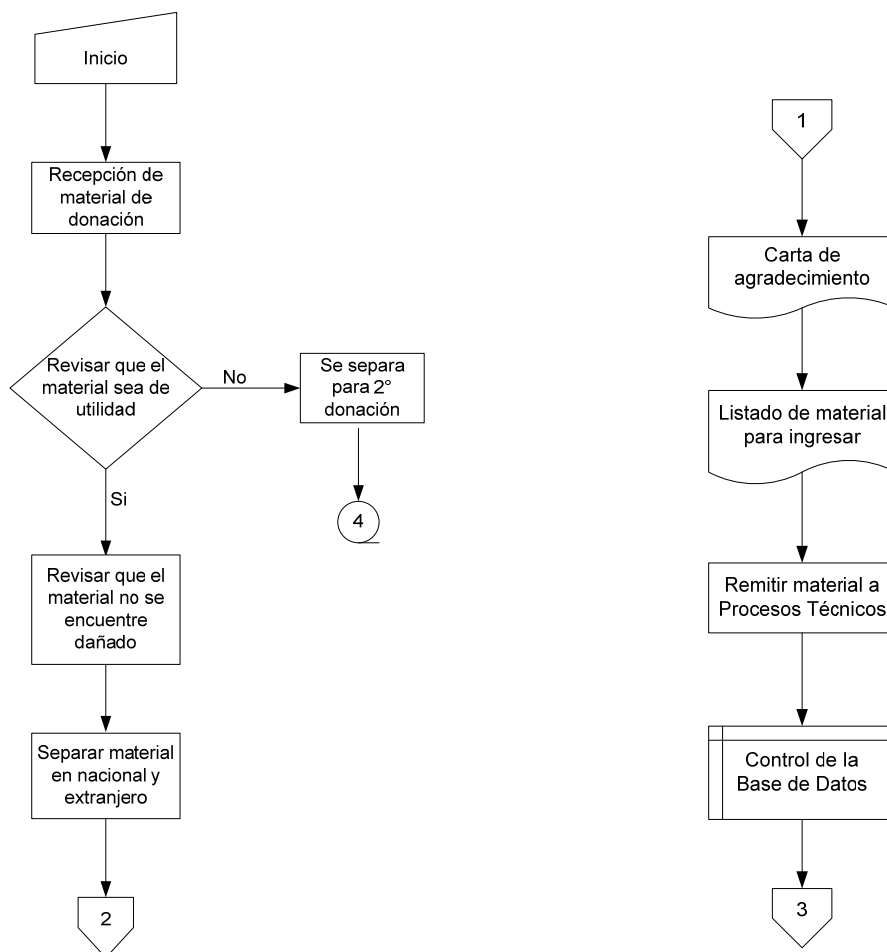 Inicio
Recepción de
material de
donación
Revisar que el
material sea de
utilidad
No
Se separa
para 2°
donación
4
Si
Revisar que el
material no se
encuentre
dañado
Separar material
en nacional y
extranjero
2
1
Carta de
agradecimiento
Listado de material
para ingresar
Remitir material a
Procesos Técnicos
Control de la
Base de Datos
3